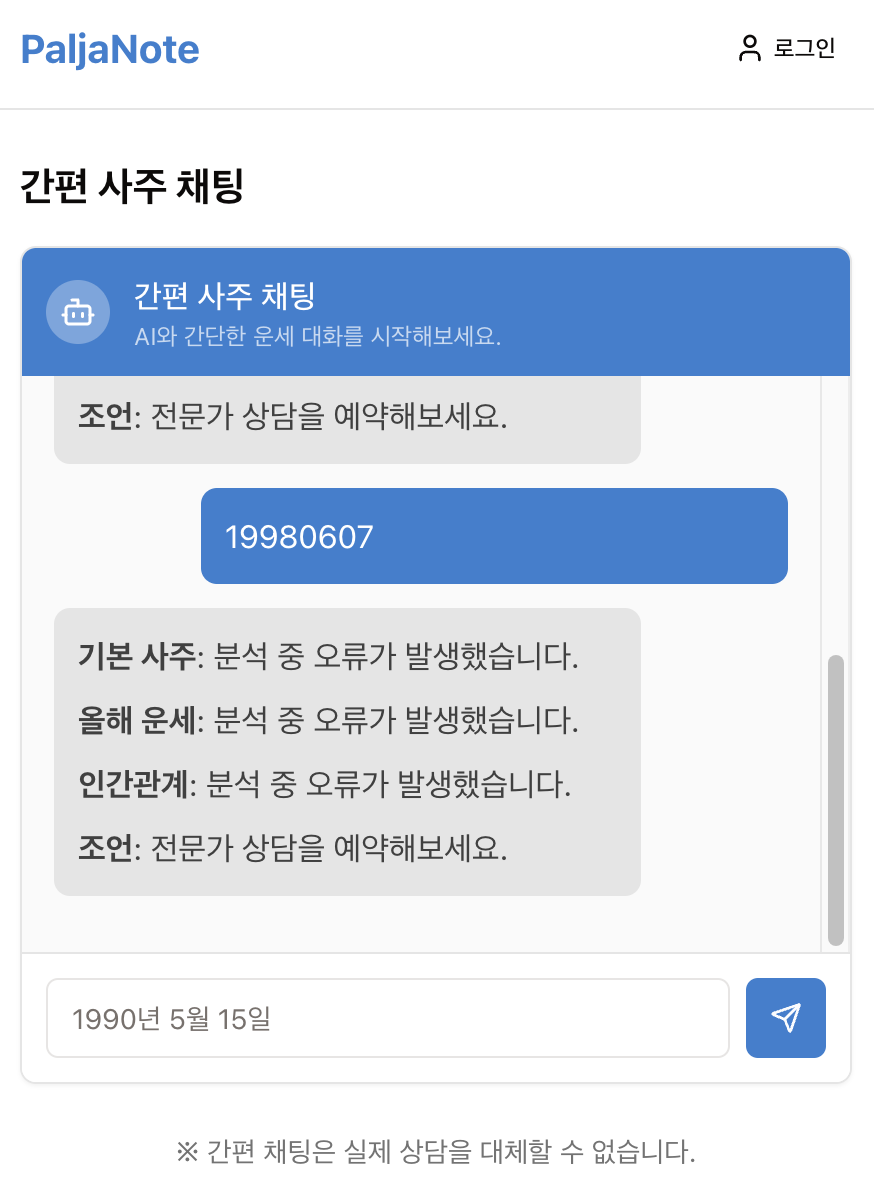 PaljaNote
로그인
간편 사주 채팅
간편 사주 채팅
AI와 간단한 운세 대화를 시작해보세요.
조언: 전문가 상담을 예약해보세요.
19980607
기본 사주: 분석 중 오류가 발생했습니다.
올해 운세: 분석 중 오류가 발생했습니다.
인간관계: 분석 중 오류가 발생했습니다.
조언: 전문가 상담을 예약해보세요.
1990년 5월 15일
※ 간편 채팅은 실제 상담을 대체할 수 없습니다.